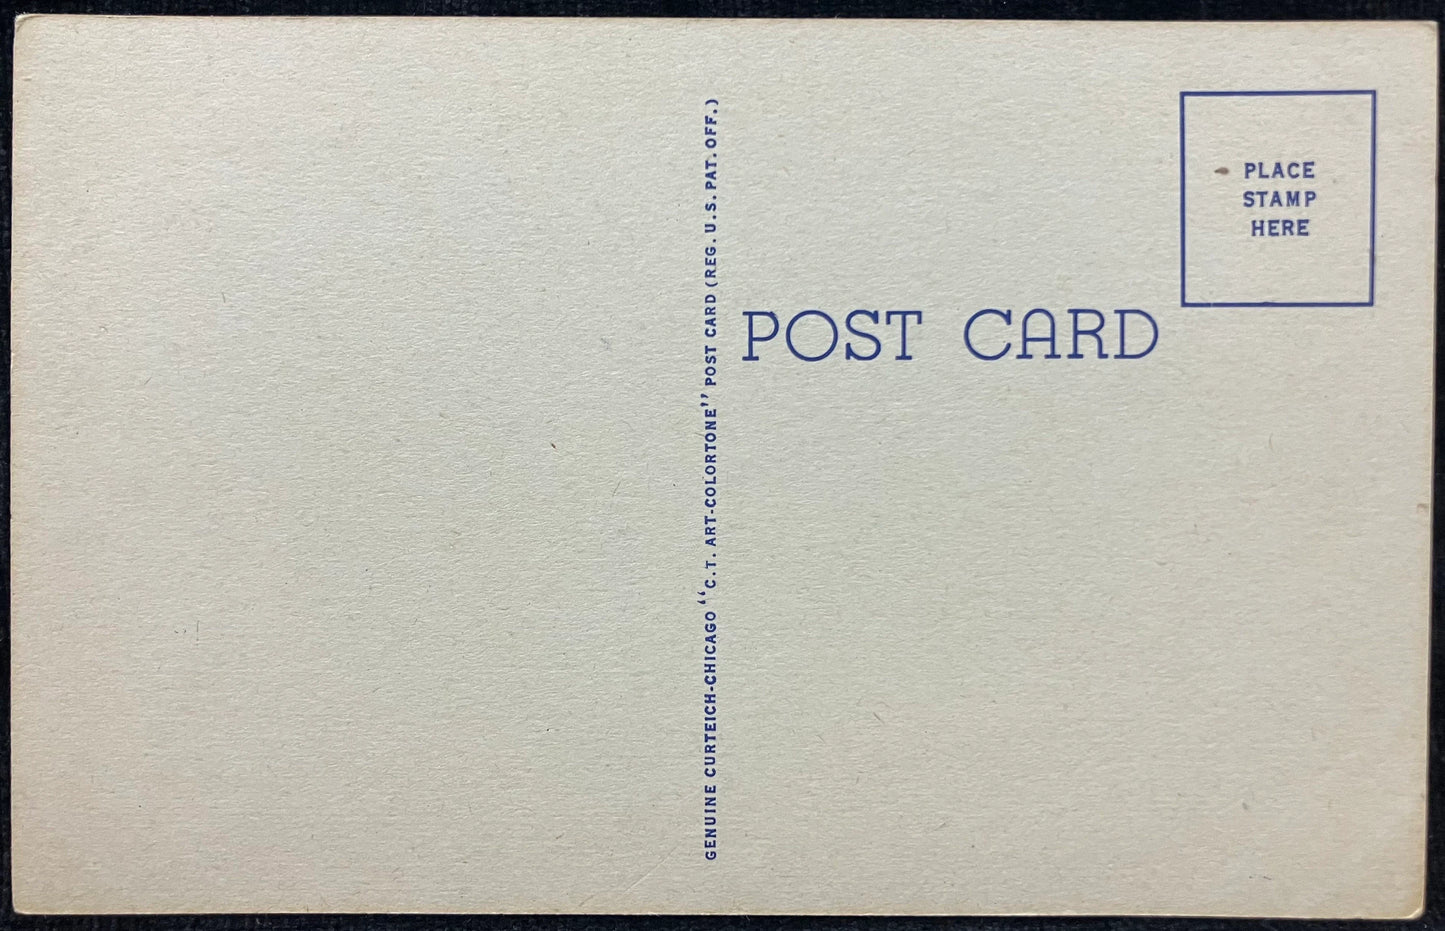 GENUINE CURTEICH-CHICAGO "C.T. ART-COLORTONE" POST CARD (REG. U.S. PAT. OFF.)
POST CARD
PLACE
STAMP
HERE